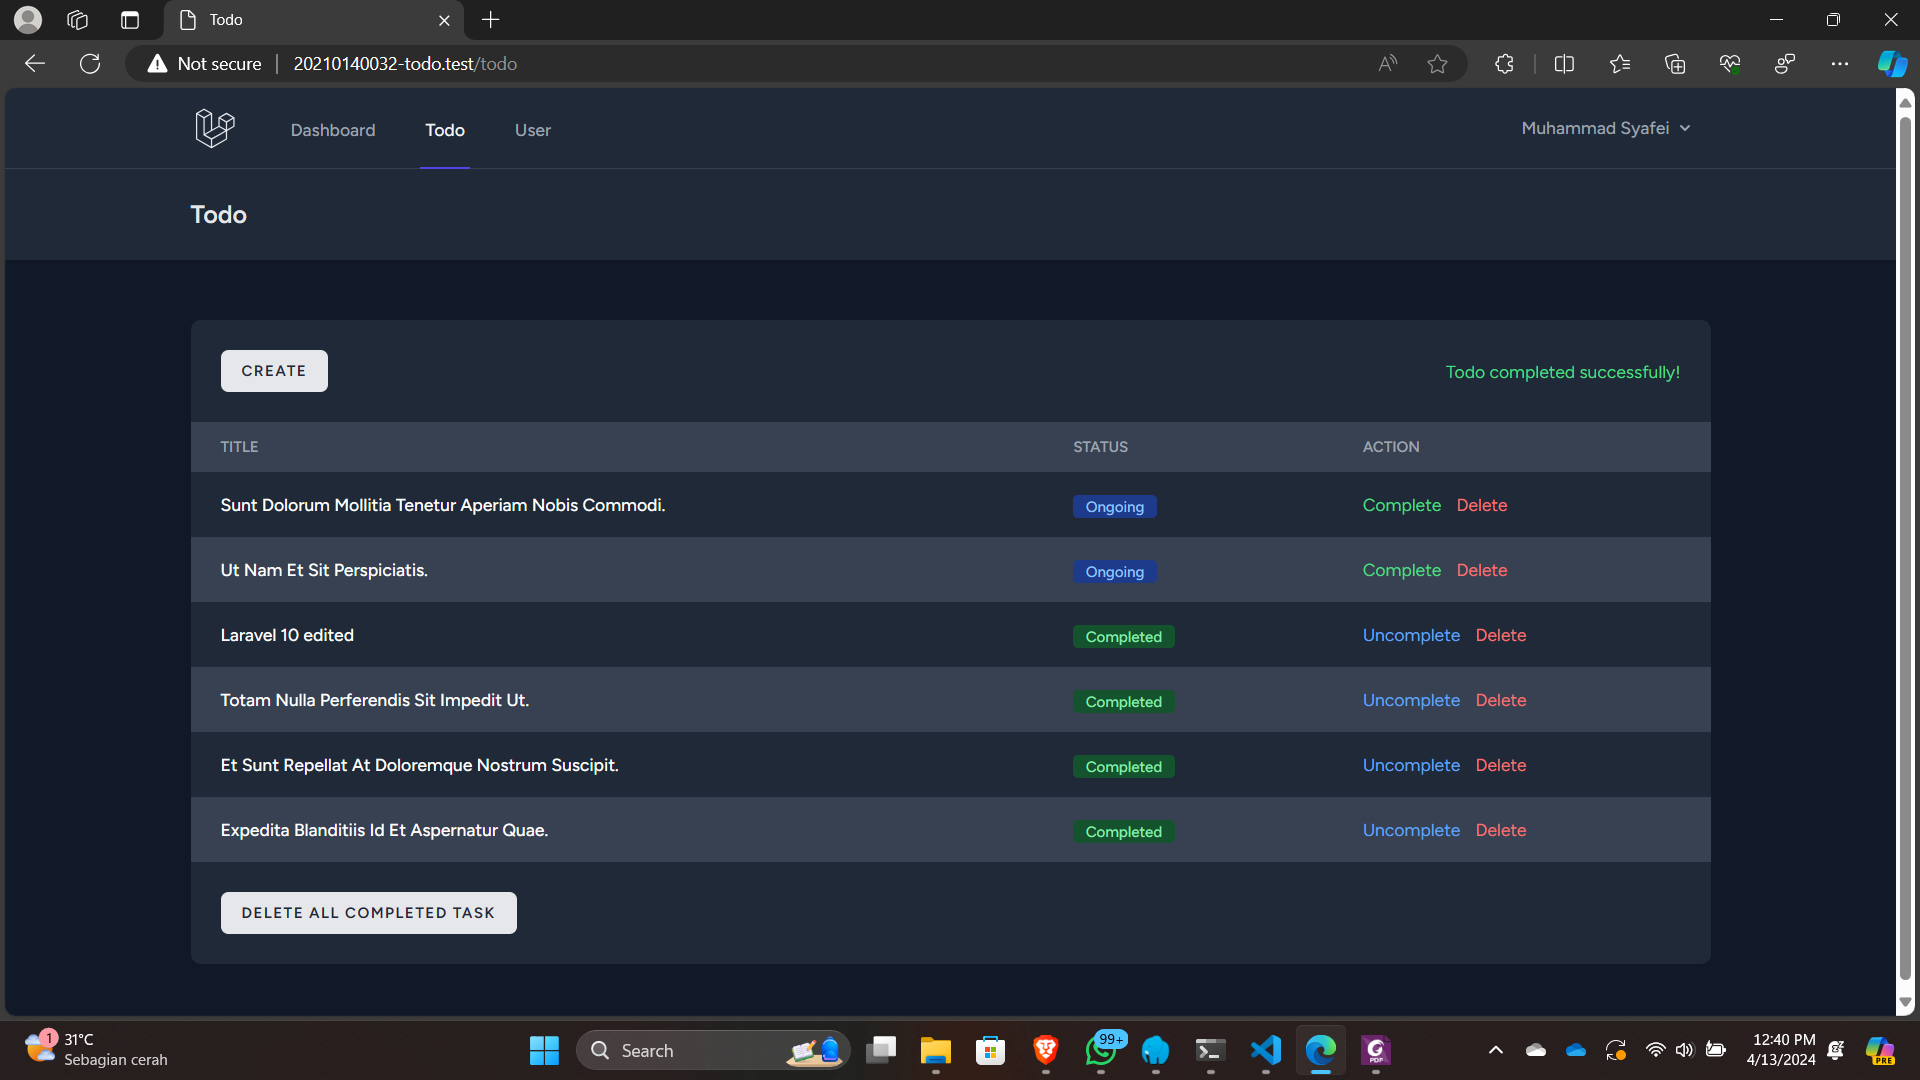 Todo
Not secure
20210140032-todo.test/todo
Dashboard
Todo
User
Muhammad Syafei
Todo
CREATE
Todo completed successfully!
TITLE STATUS ACTION
Sunt Dolorum Mollitia Tenetur Aperiam Nobis Commodi. Ongoing Complete Delete
Ut Nam Et Sit Perspiciatis. Ongoing Complete Delete
Laravel 10 edited Completed Uncomplete Delete
Totam Nulla Perferendis Sit Impedit Ut. Completed Uncomplete Delete
Et Sunt Repellat At Doloremque Nostrum Suscipit. Completed Uncomplete Delete
Expedita Blanditiis Id Et Aspernatur Quae. Completed Uncomplete Delete
DELETE ALL COMPLETED TASK
1
31°C
Sebagian cerah
Search
99+
PDF
12:40 PM
4/13/2024
PRE